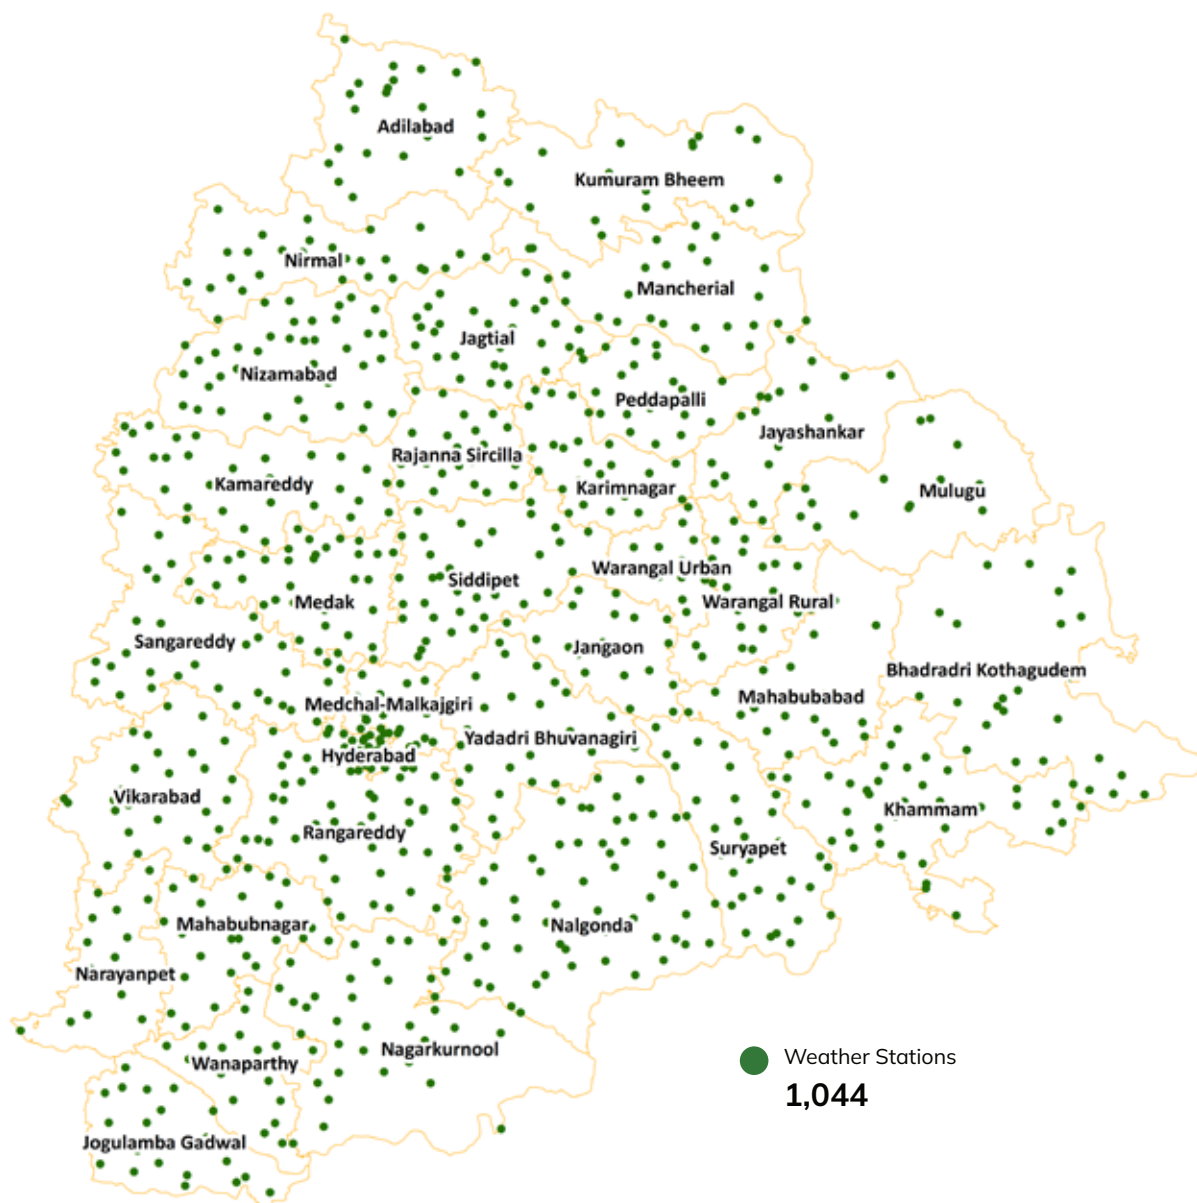 Adilabad
Kumuram Bheem
Nirmal
Mancherial
Jagtial
Nizamabad
Peddapalli
Jayashankar
Rajanna Sircilla
Kamareddy
Karimnagar
Mulugu
Warangal Urban
Siddipet
Medak
Warangal Rural
Sangareddy
Jangaon
Bhadradri Kothagudem
Mahabubabad
Medchal-Malkajgiri
Yadadri Bhuvanagiri
Hyderabad
Vikarabad
Khammam
Rangareddy
Suryapet
Mahabubnagar
Nalgonda
Narayanpet
Nagarkurnool
Wanaparthy
Weather Stations
1,044
Jogulamba Gadwal